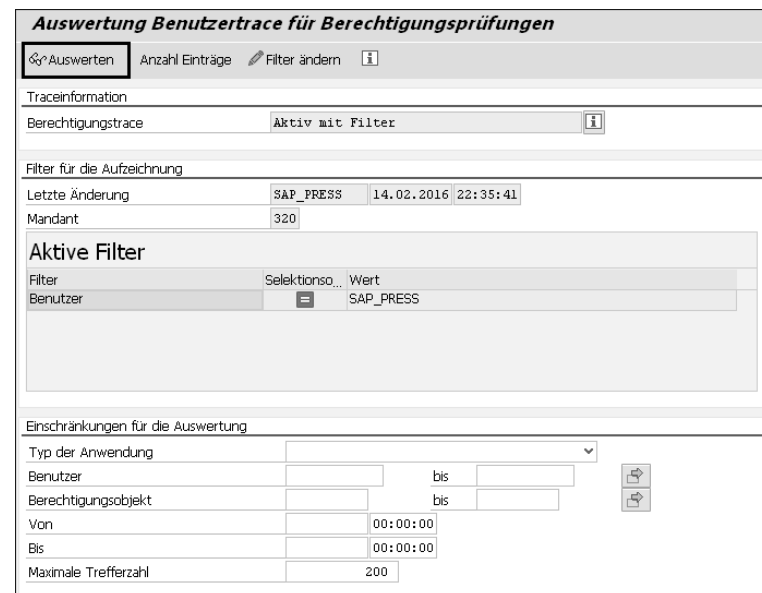 Auswertung Benutzertrace für Berechtigungsprüfungen
Auswerten Anzahl Einträge Filter ändern
Traceinformation
Berechtigungstrace Aktiv mit Filter
Filter für die Aufzeichnung
Letzte Änderung SAP_PRESS 14.02.2016 22:35:41
Mandant 320
Aktive Filter
Filter Selektionso... Wert
Benutzer = SAP_PRESS
Einschränkungen für die Auswertung
Typ der Anwendung
Benutzer bis
Berechtigungsobjekt bis
Von 00:00:00
Bis 00:00:00
Maximale Trefferzahl 200